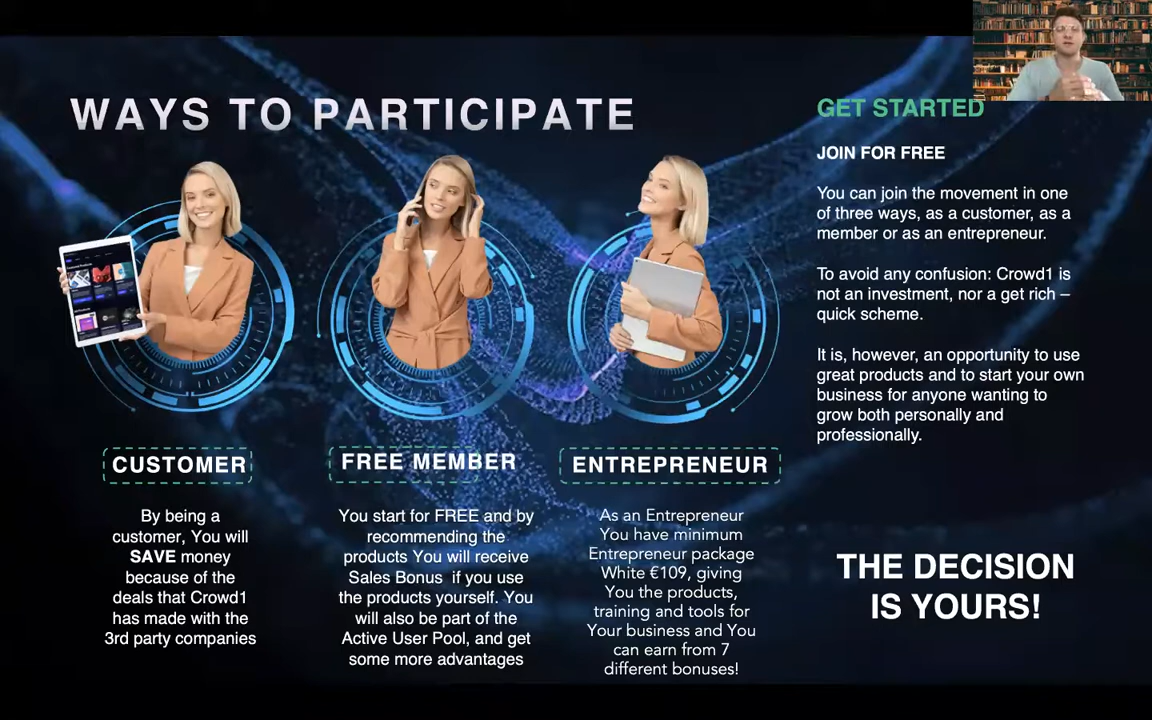 WAYS TO PARTICIPATE
CUSTOMER
By being a
customer, You will
SAVE money
because of the
deals that Crowd1
has made with the
3rd party companies
FREE MEMBER
You start for FREE and by
recommending the
products You will receive
Sales Bonus if you use
the products yourself. You
will also be part of the
Active User Pool, and get
some more advantages
ENTREPRENEUR
As an Entrepreneur
You have minimum
Entrepreneur package
White €109, giving
You the products,
training and tools for
Your business and You
can earn from 7
different bonuses!
GET STARTED
JOIN FOR FREE
You can join the movement in one
of three ways, as a customer, as a
member or as an entrepreneur.
To avoid any confusion: Crowd1 is
not an investment, nor a get rich –
quick scheme.
It is, however, an opportunity to use
great products and to start your own
business for anyone wanting to
grow both personally and
professionally.
THE DECISION
IS YOURS!